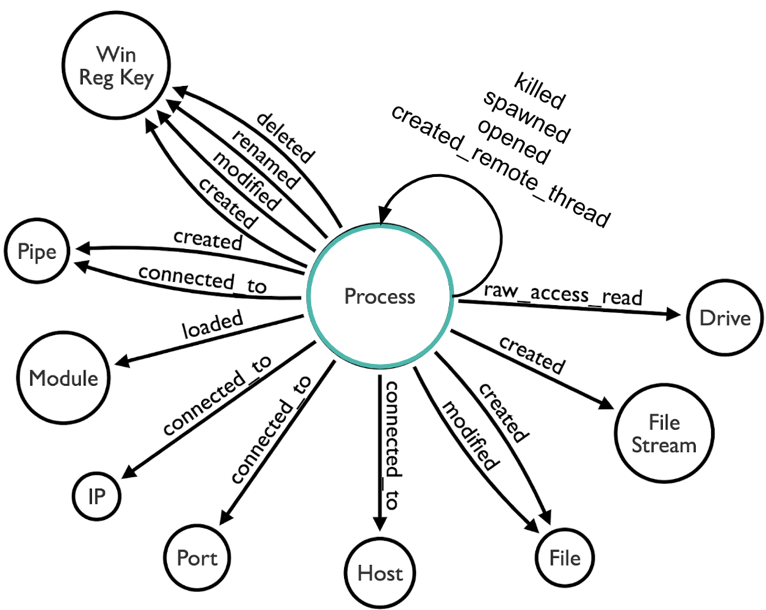 Win
Reg Key
deleted
renamed
modified
created
killed
spawned
opened
created_remote_thread
Pipe
created
connected_to
Process
raw_access_read
Drive
loaded
Module
created
File
Stream
connected_to
IP
connected_to
Port
connected_to
Host
created
modified
File